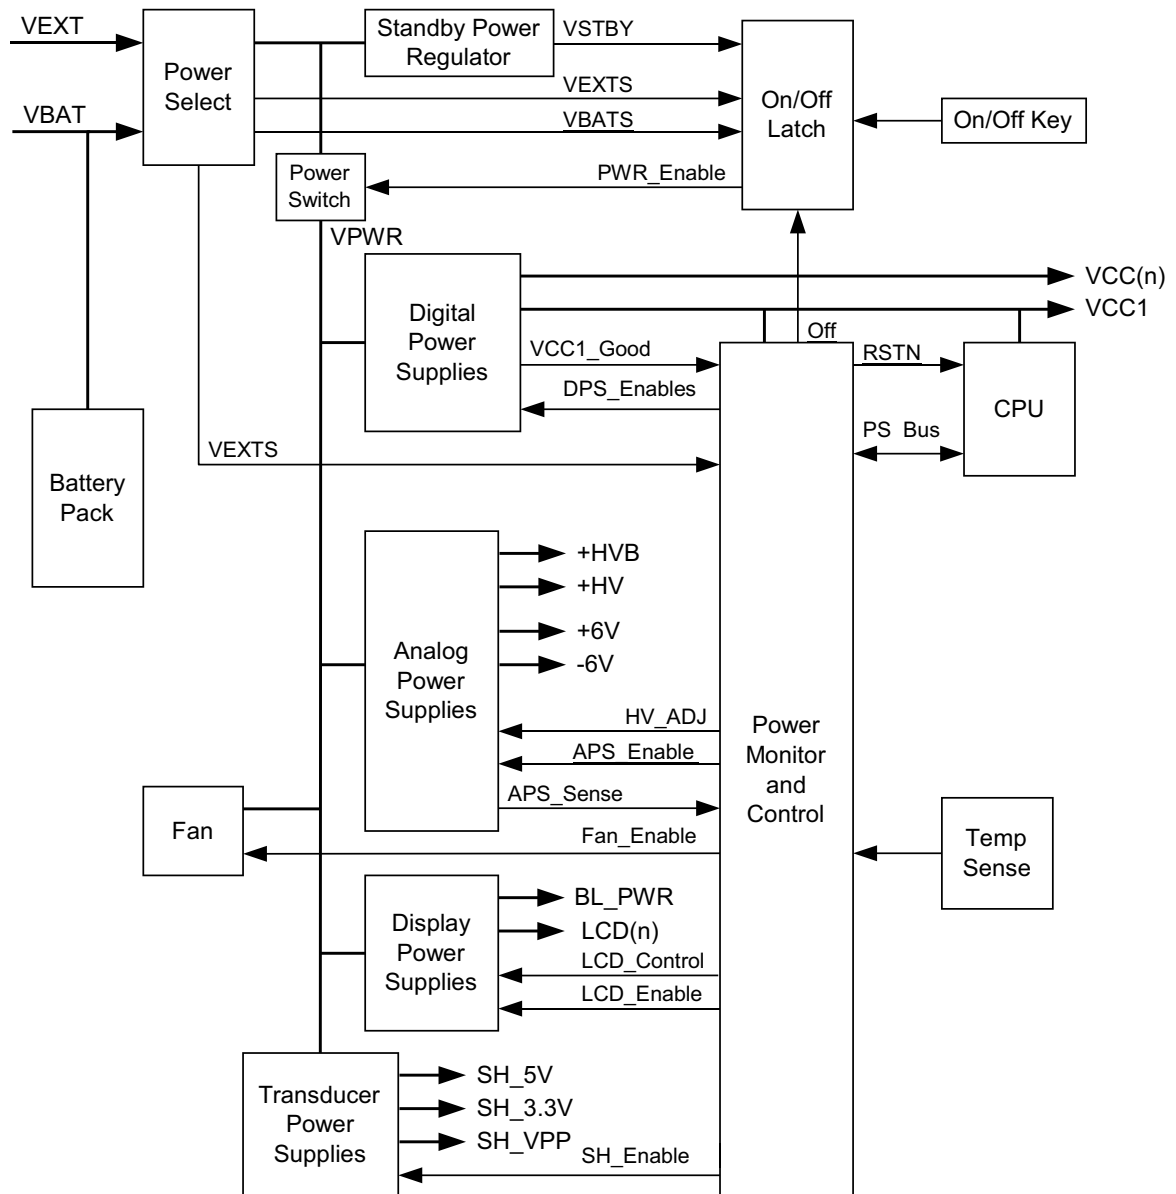 VEXT
Power
Select
Standby Power
Regulator
VSTBY
VEXTS
VBATS
On/Off
Latch
On/Off Key
VBAT
Power
Switch
PWR_Enable
VPWR
Digital
Power
Supplies
VCC(n)
VCC1
VCC1_Good
DPS_Enables
Off
RSTN
PS_Bus
CPU
VEXTS
Battery
Pack
Analog
Power
Supplies
+HVB
+HV
+6V
-6V
HV_ADJ
APS_Enable
APS_Sense
Power
Monitor
and
Control
Fan
Fan_Enable
Temp
Sense
Display
Power
Supplies
BL_PWR
LCD(n)
LCD_Control
LCD_Enable
Transducer
Power
Supplies
SH_5V
SH_3.3V
SH_VPP
SH_Enable